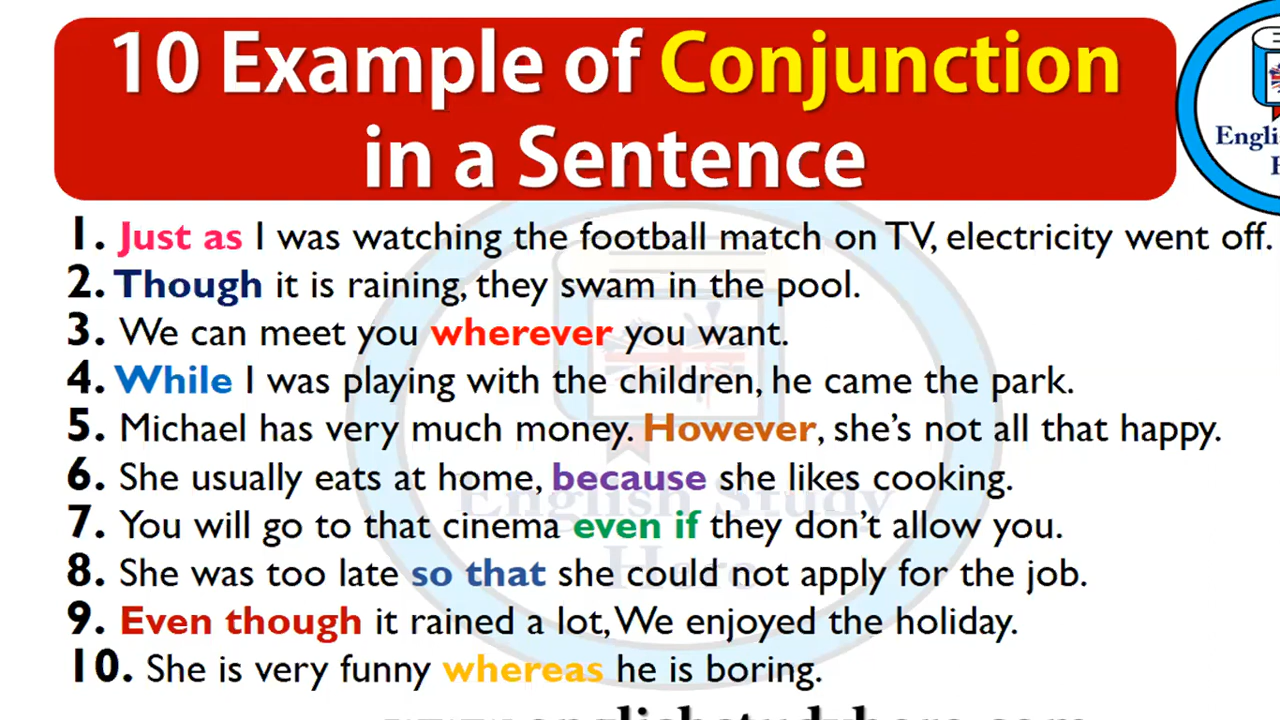 10 Example of Conjunction
in a Sentence
1. Just as I was watching the football match on TV, electricity went off.
2. Though it is raining, they swam in the pool.
3. We can meet you wherever you want.
4. While I was playing with the children, he came the park.
5. Michael has very much money. However, she's not all that happy.
6. She usually eats at home, because she likes cooking.
7. You will go to that cinema even if they don't allow you.
8. She was too late so that she could not apply for the job.
9. Even though it rained a lot, We enjoyed the holiday.
10. She is very funny whereas he is boring.
English Study
Here